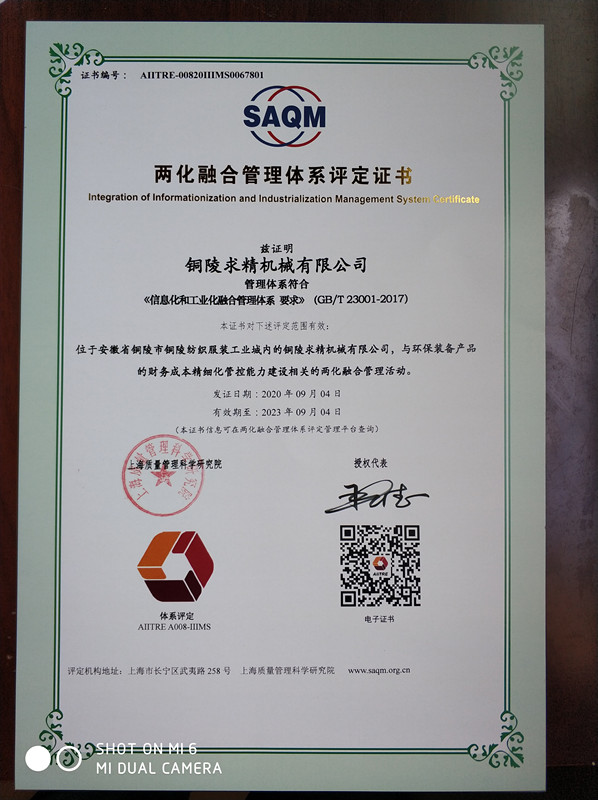 证书编号： AIITRE-00820IIIMS0067801
SAQM
两化融合管理体系评定证书
Integration of Informationization and Industrialization Management System Certificate
兹证明
铜陵求精机械有限公司
管理体系符合
《信息化和工业化融合管理体系 要求》 (GB/T 23001-2017)
本证书对下述评定范围有效：
位于安徽省铜陵市铜陵纺织服装工业城内的铜陵求精机械有限公司，与环保装备产品
的财务成本精细化管控能力建设相关的两化融合管理活动。
发证日期：2020 年 09 月 04 日
有效期至：2023 年 09 月 04 日
（本证书信息可在两化融合管理体系评定管理平台查询）
上海质量管理科学研究院
上海质量管理科学研究院
授权代表
AIITRE
体系评定
AIITRE A008-IIIMS
电子证书
评定机构地址：上海市长宁区武夷路 258 号 上海质量管理科学研究院 www.saqm.org.cn
SHOT ON MI 6
MI DUAL CAMERA